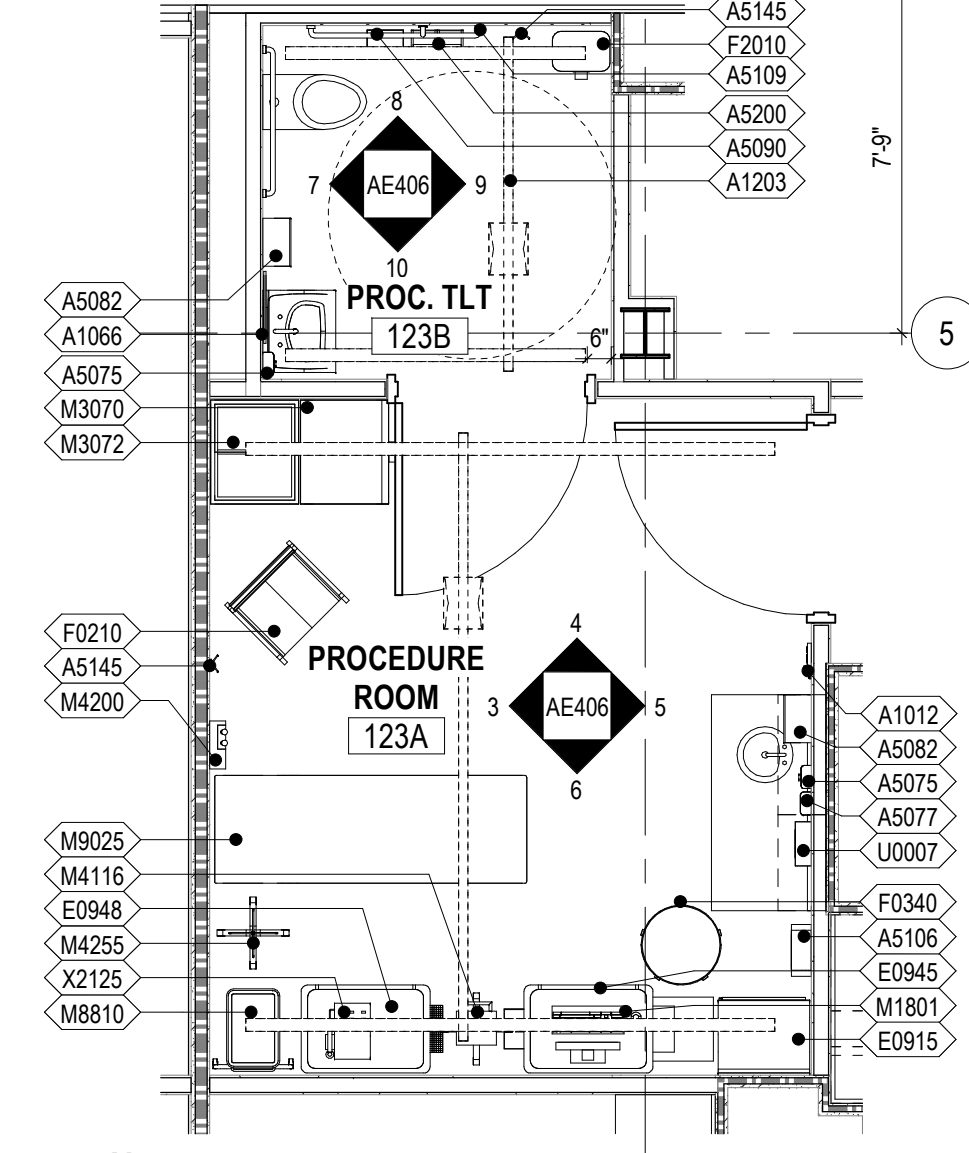 A5145
F2010
A5109
A5200
A5090
A1203
7'-9"
8
7
AE406
9
10
PROC. TLT
123B
6"
5
A5082
A1066
A5075
M3070
M3072
F0210
A5145
M4200
PROCEDURE
ROOM
123A
4
3
AE406
5
6
A1012
A5082
A5075
A5077
U0007
F0340
A5106
E0945
M1801
E0915
M9025
M4116
E0948
M4255
X2125
M8810